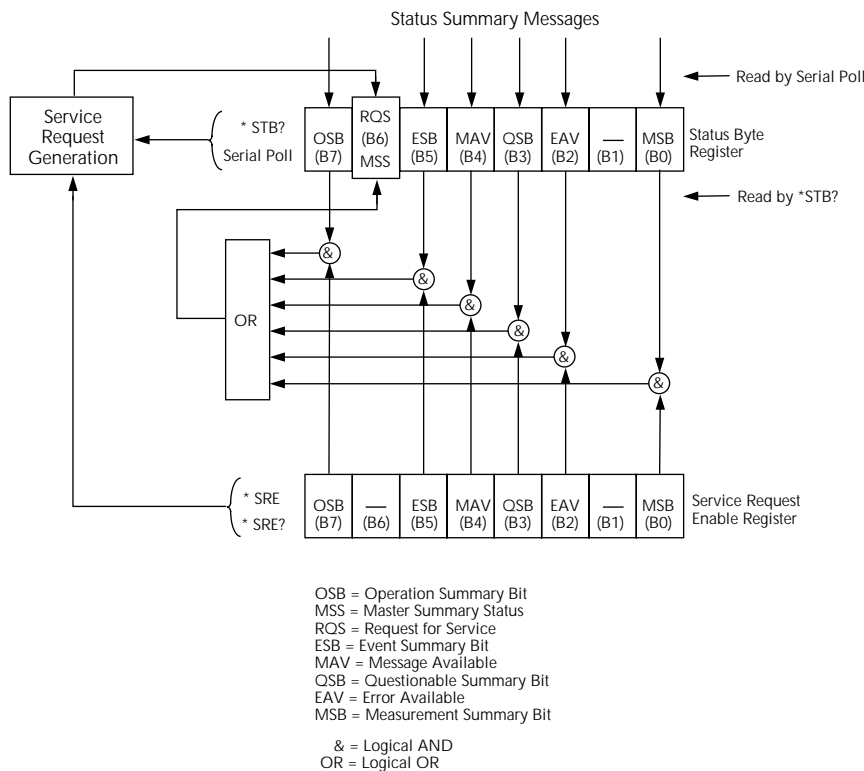 Status Summary Messages
Read by Serial Poll
Service
Request
Generation
* STB?
Serial Poll
OSB
(B7)
RQS
(B6)
MSS
ESB
(B5)
MAV
(B4)
QSB
(B3)
EAV
(B2)
—
(B1)
MSB
(B0)
Status Byte
Register
Read by *STB?
&
&
&
&
&
&
OR
* SRE
* SRE?
OSB
(B7)
—
(B6)
ESB
(B5)
MAV
(B4)
QSB
(B3)
EAV
(B2)
—
(B1)
MSB
(B0)
Service Request
Enable Register
OSB = Operation Summary Bit
MSS = Master Summary Status
RQS = Request for Service
ESB = Event Summary Bit
MAV = Message Available
QSB = Questionable Summary Bit
EAV = Error Available
MSB = Measurement Summary Bit
& = Logical AND
OR = Logical OR